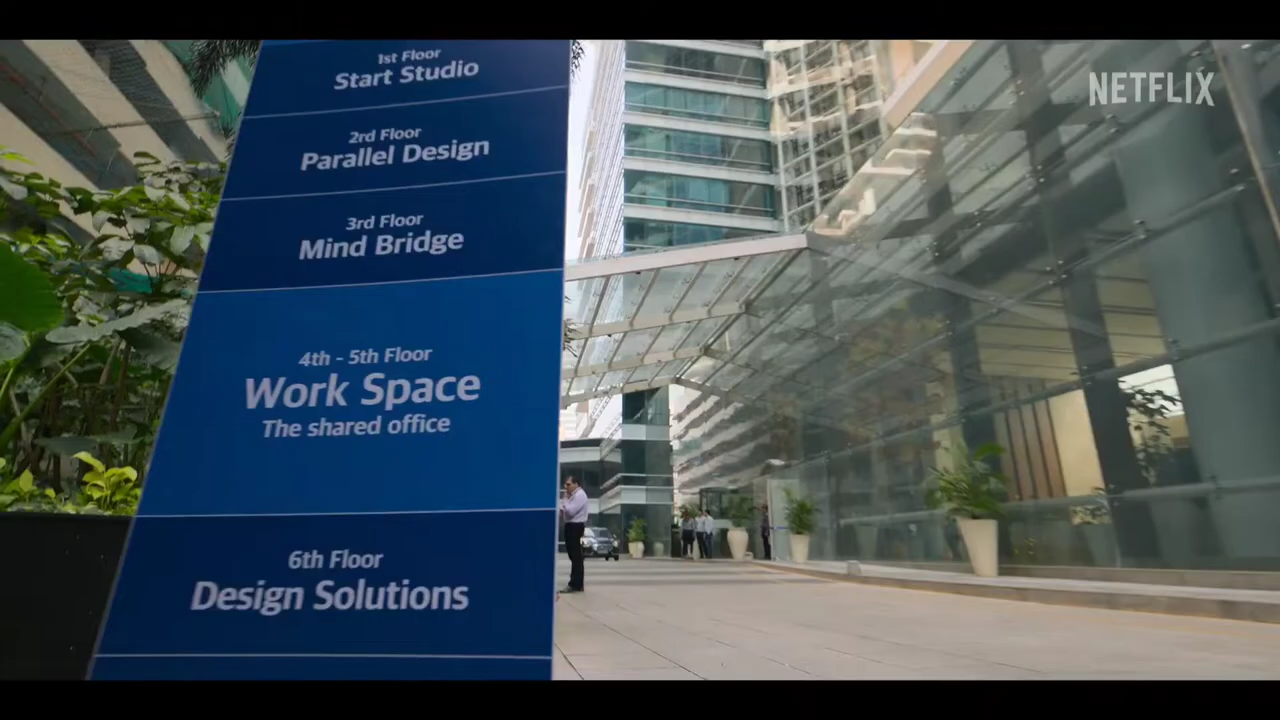 1st Floor
Start Studio
NETFLIX
2nd Floor
Parallel Design
3rd Floor
Mind Bridge
4th - 5th Floor
Work Space
The shared office
6th Floor
Design Solutions